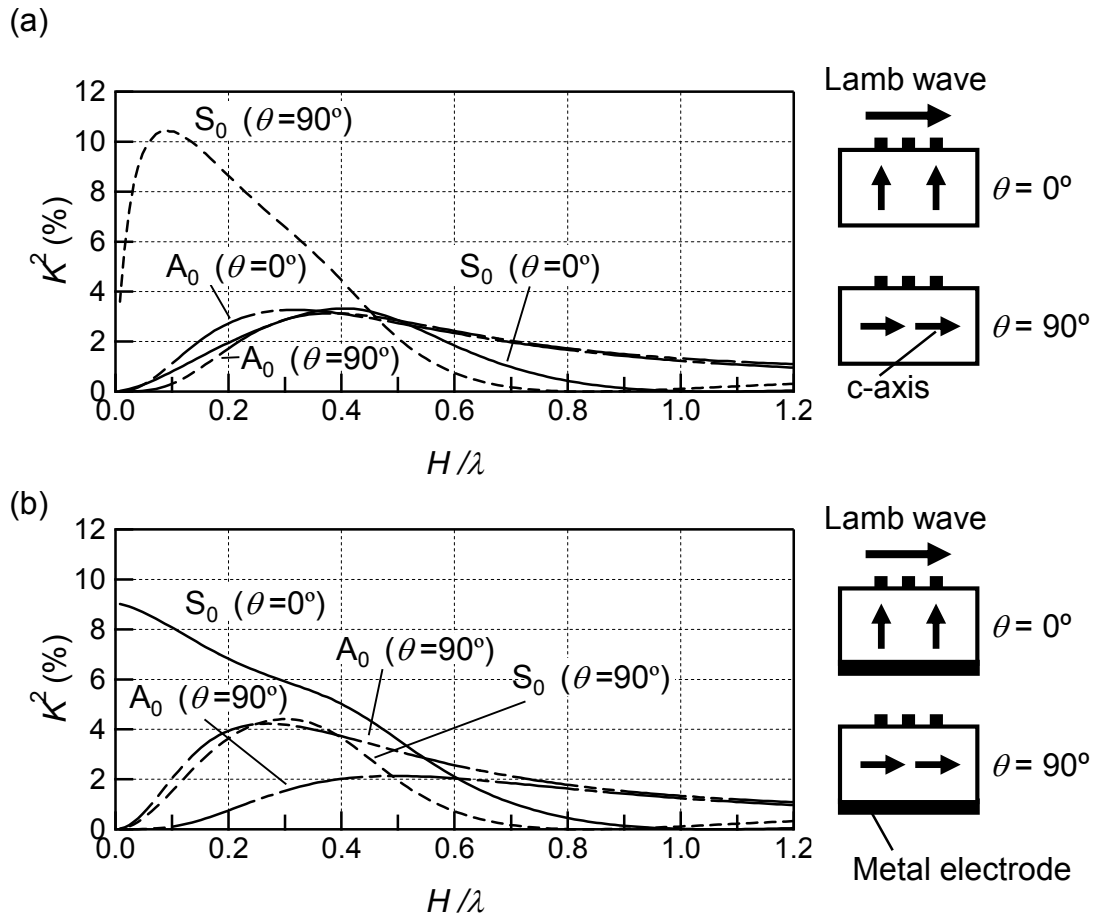 (a)
Lamb wave
12
10
8
6
4
2
0
K² (%)
S₀ (θ=90º)
A₀ (θ=0º)
S₀ (θ=0º)
A₀ (θ=90º)
0.0 0.2 0.4 0.6 0.8 1.0 1.2
H/λ
θ = 0º
θ = 90º
c-axis
(b)
Lamb wave
12
10
8
6
4
2
0
K² (%)
S₀ (θ=0º)
A₀ (θ=90º)
S₀ (θ=90º)
A₀ (θ=90º)
0.0 0.2 0.4 0.6 0.8 1.0 1.2
H/λ
θ = 0º
θ = 90º
Metal electrode